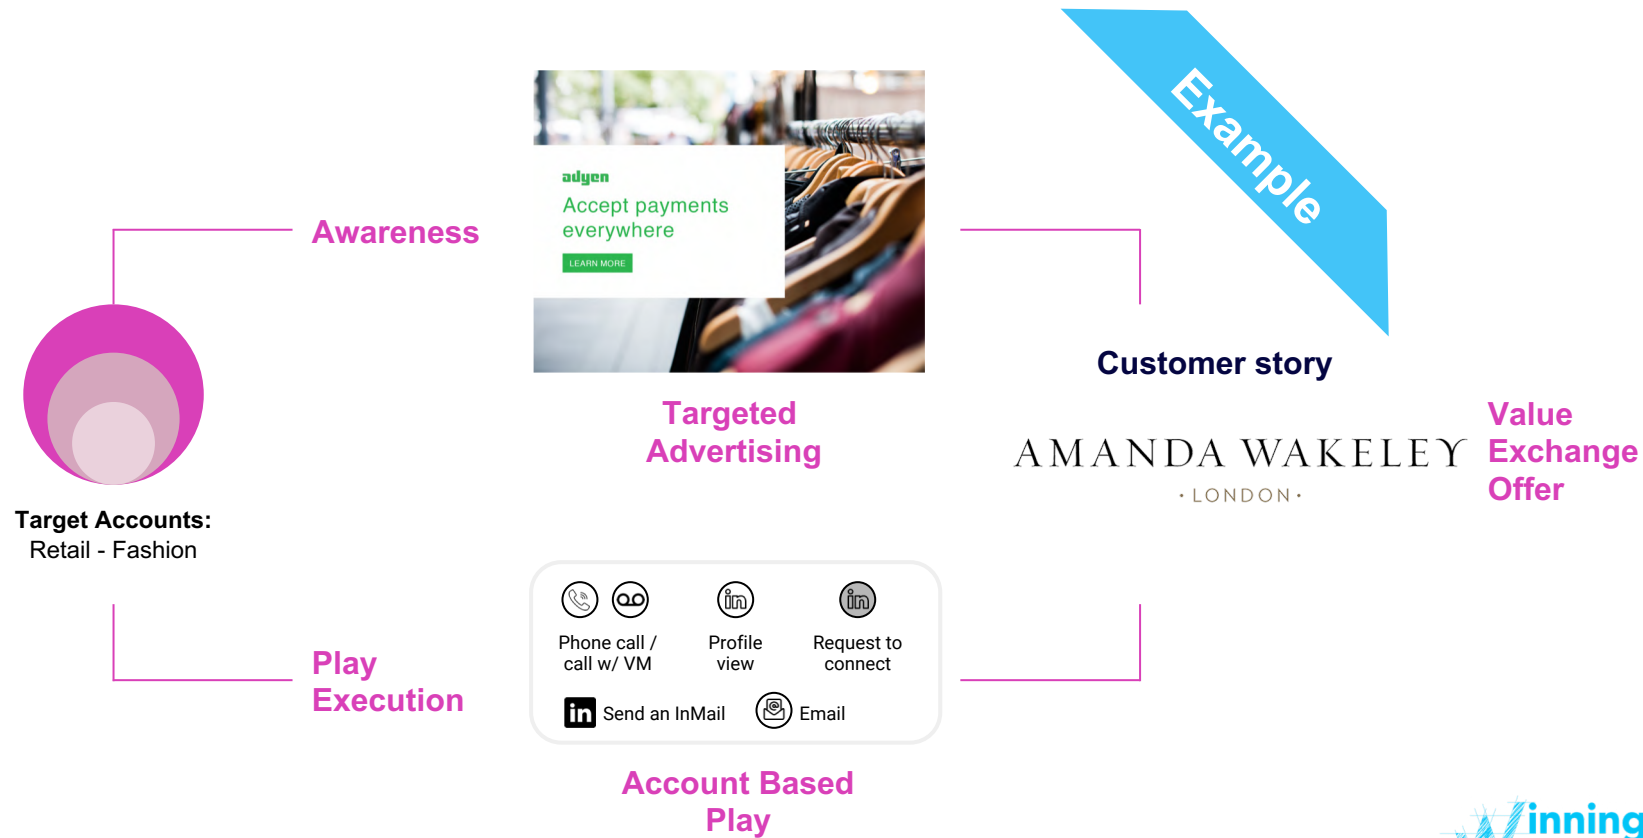 Example
adyen
Accept payments
everywhere
LEARN MORE
Awareness
Targeted
Advertising
Customer story
AMANDA WAKELEY
• LONDON •
Value
Exchange
Offer
Target Accounts:
Retail - Fashion
Play
Execution
Phone call /
call w/ VM
Profile
view
Request to
connect
Send an InMail
Email
Account Based
Play
Winning